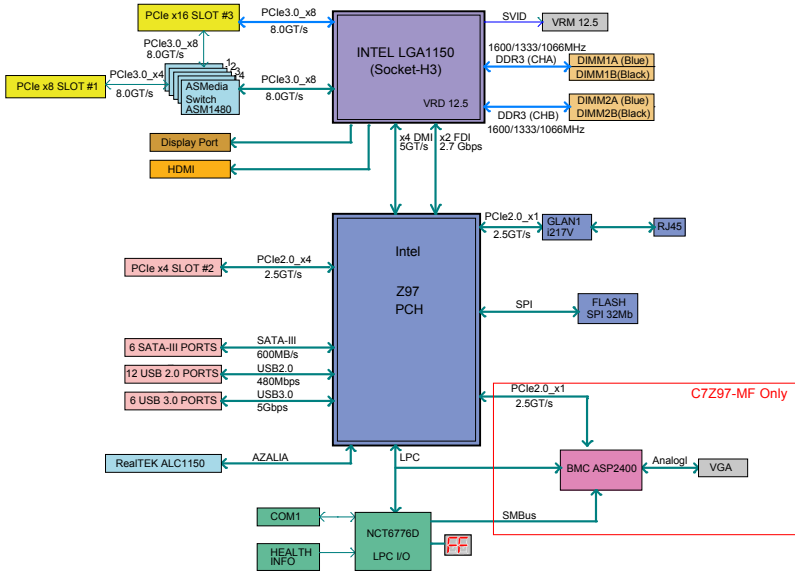 PCIe x16 SLOT #3
PCIe3.0_x8
8.0GT/s
SVID
VRM 12.5
PCIe3.0_x8
8.0GT/s
INTEL LGA1150
(Socket-H3)
VRD 12.5
1600/1333/1066MHz
DDR3 (CHA)
DIMM1A (Blue)
DIMM1B(Black)
PCIe x8 SLOT #1
PCIe3.0_x4
8.0GT/s
1
2
3
4
ASMedia
Switch
ASM1480
PCIe3.0_x8
8.0GT/s
DIMM2A (Blue)
DIMM2B(Black)
DDR3 (CHB)
1600/1333/1066MHz
Display Port
HDMI
x4 DMI
5GT/s
x2 FDI
2.7 Gbps
Intel
Z97
PCH
PCIe2.0_x1
2.5GT/s
GLAN1
i217V
RJ45
PCIe x4 SLOT #2
PCIe2.0_x4
2.5GT/s
SPI
FLASH
SPI 32Mb
6 SATA-III PORTS
SATA-III
600MB/s
12 USB 2.0 PORTS
USB2.0
480Mbps
6 USB 3.0 PORTS
USB3.0
5Gbps
PCIe2.0_x1
2.5GT/s
C7Z97-MF Only
RealTEK ALC1150
AZALIA
LPC
BMC ASP2400
Analogl
VGA
COM1
NCT6776D
LPC I/O
SMBus
FF
HEALTH
INFO